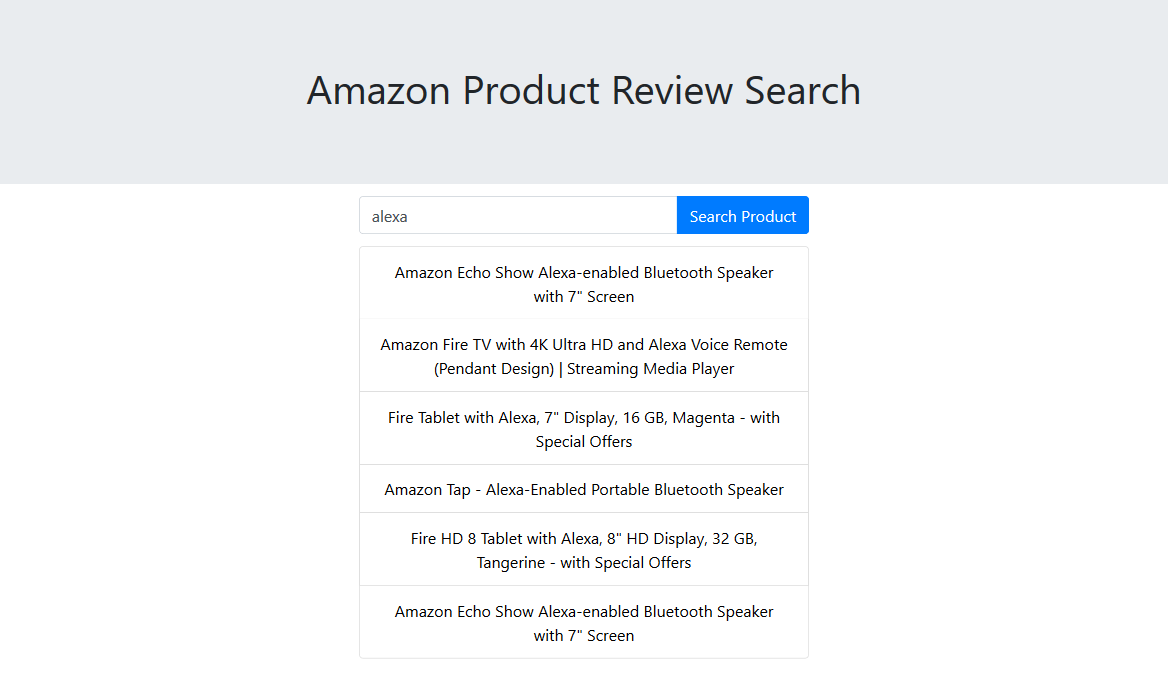 Amazon Product Review Search
alexa
Search Product
Amazon Echo Show Alexa-enabled Bluetooth Speaker
with 7" Screen
Amazon Fire TV with 4K Ultra HD and Alexa Voice Remote
(Pendant Design) | Streaming Media Player
Fire Tablet with Alexa, 7" Display, 16 GB, Magenta - with
Special Offers
Amazon Tap - Alexa-Enabled Portable Bluetooth Speaker
Fire HD 8 Tablet with Alexa, 8" HD Display, 32 GB,
Tangerine - with Special Offers
Amazon Echo Show Alexa-enabled Bluetooth Speaker
with 7" Screen